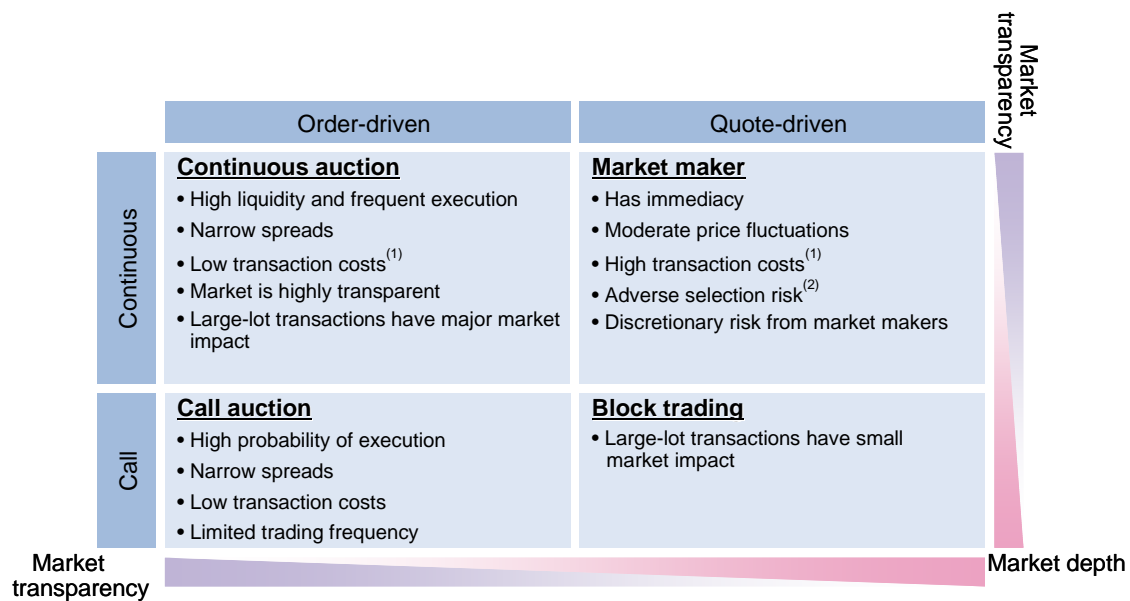 Market
transparency
Order-driven
Quote-driven
Continuous
Continuous auction
• High liquidity and frequent execution
• Narrow spreads
• Low transaction costs(1)
• Market is highly transparent
• Large-lot transactions have major market
impact
Market maker
• Has immediacy
• Moderate price fluctuations
• High transaction costs(1)
• Adverse selection risk(2)
• Discretionary risk from market makers
Call
Call auction
• High probability of execution
• Narrow spreads
• Low transaction costs
• Limited trading frequency
Block trading
• Large-lot transactions have small
market impact
Market
transparency
Market depth